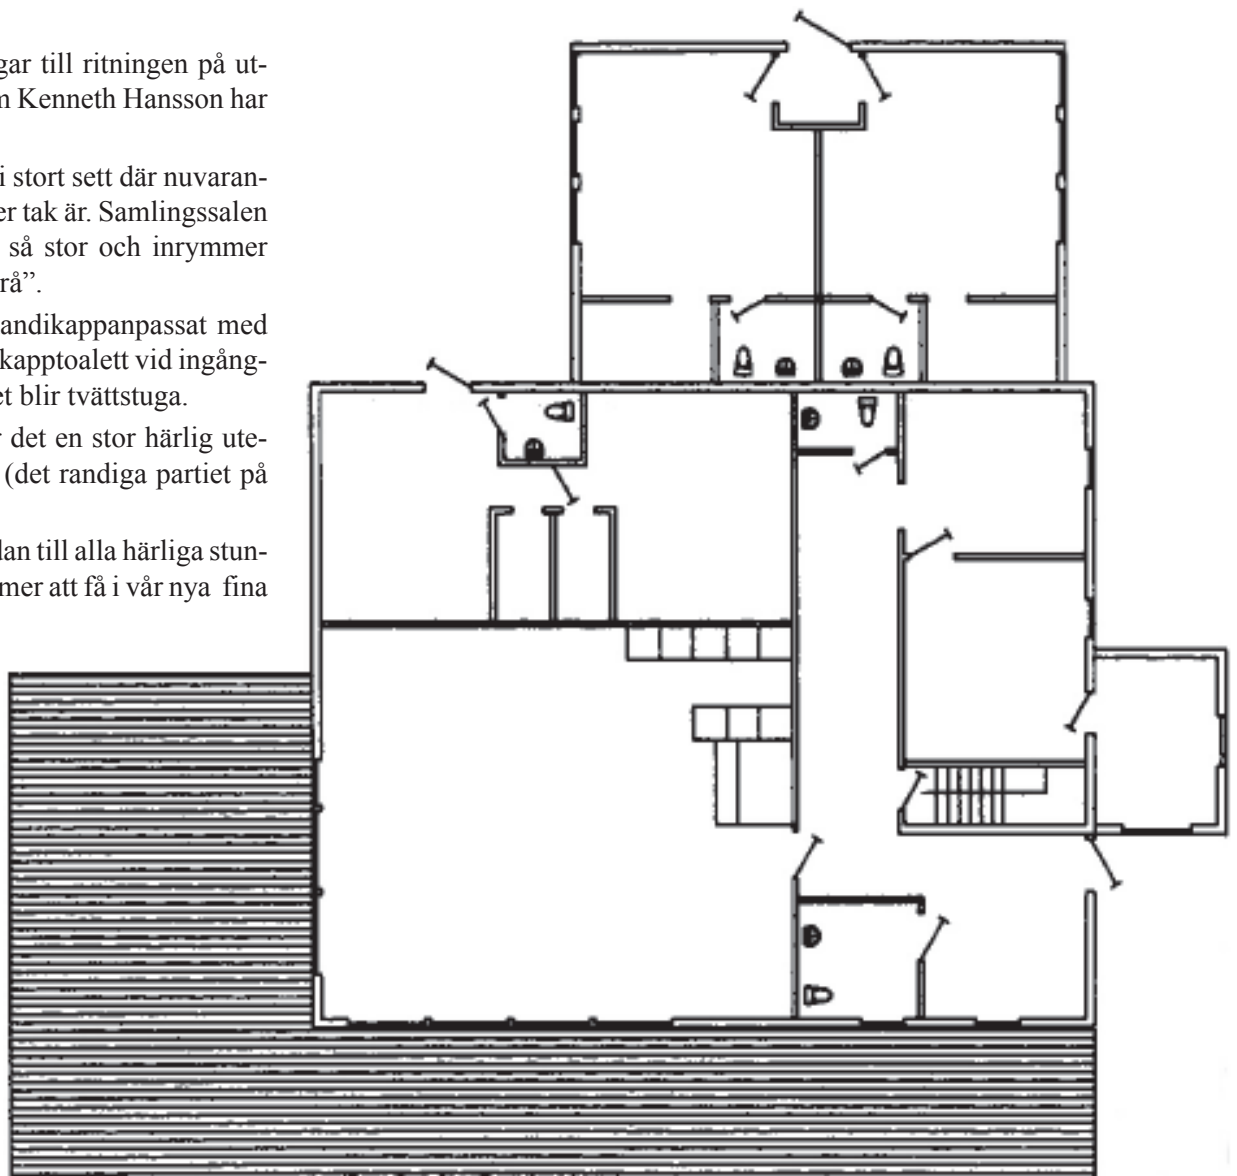 gar till ritningen på ut-
n Kenneth Hansson har
i stort sett där nuvaran-
er tak är. Samlingssalen
så stor och inrymmer
rå”.
andikappanpassat med
kapptoalett vid ingång-
et blir tvättstuga.
r det en stor härlig ute-
(det randiga partiet på
lan till alla härliga stun-
mer att få i vår nya fina